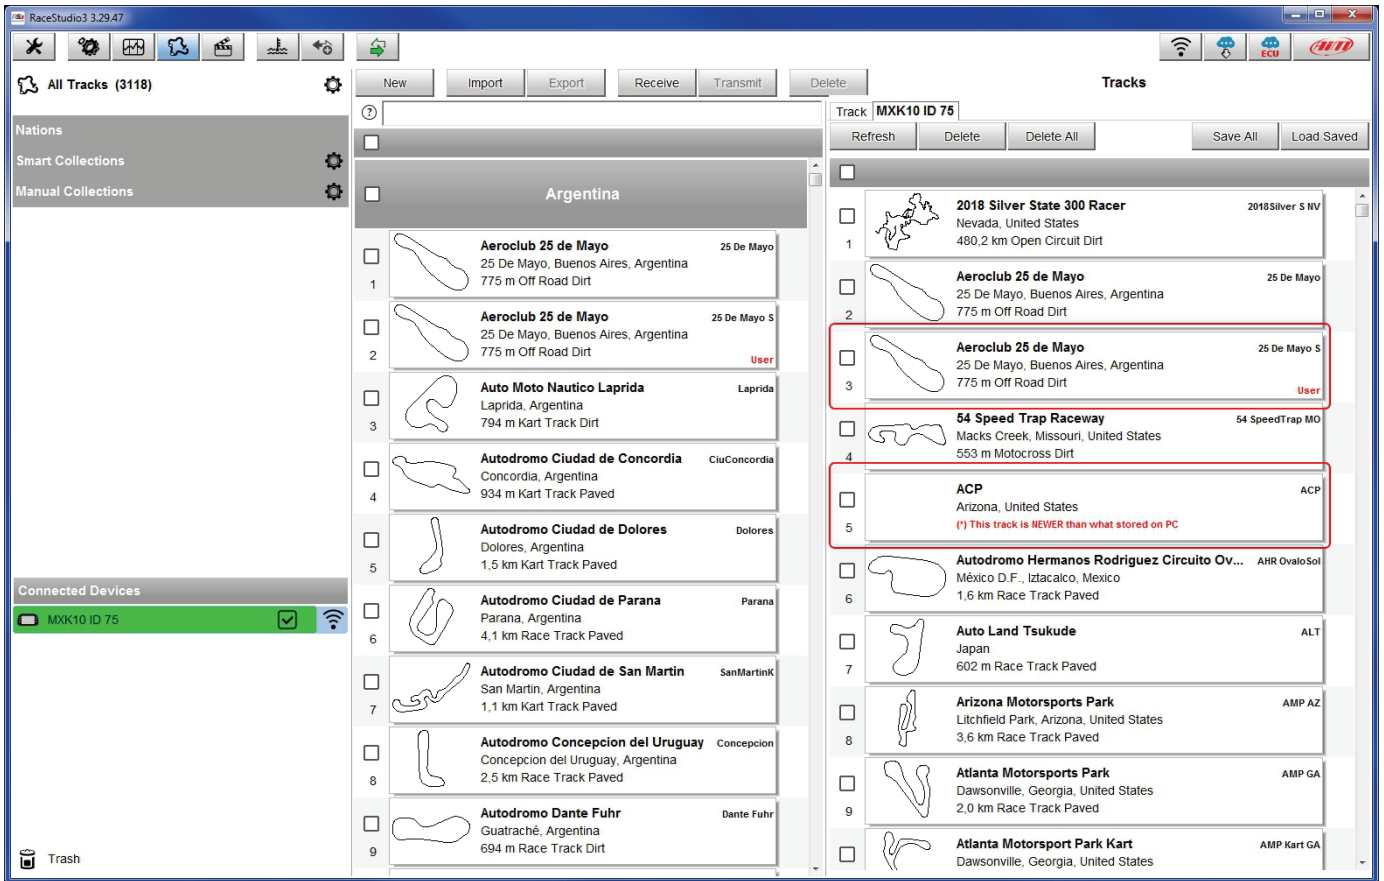 RaceStudio3 3.29.47
ECU
AiM
All Tracks (3118)
Nations
Smart Collections
Manual Collections
Connected Devices
MXK10 ID 75
Trash
New Import Export Receive Transmit Delete
?
Argentina
Aeroclub 25 de Mayo 25 De Mayo
25 De Mayo, Buenos Aires, Argentina
1 775 m Off Road Dirt
Aeroclub 25 de Mayo 25 De Mayo S
25 De Mayo, Buenos Aires, Argentina
2 775 m Off Road Dirt User
Auto Moto Nautico Laprida Laprida
Laprida, Argentina
3 794 m Kart Track Dirt
Autodromo Ciudad de Concordia CiuConcordia
Concordia, Argentina
4 934 m Kart Track Paved
Autodromo Ciudad de Dolores Dolores
Dolores, Argentina
5 1,5 km Kart Track Paved
Autodromo Ciudad de Parana Parana
Parana, Argentina
6 4,1 km Race Track Paved
Autodromo Ciudad de San Martin SanMartinK
San Martin, Argentina
7 1,1 km Kart Track Paved
Autodromo Concepcion del Uruguay Concepcion
Concepcion del Uruguay, Argentina
8 2,5 km Race Track Paved
Autodromo Dante Fuhr Dante Fuhr
Guatraché, Argentina
9 694 m Race Track Dirt
Tracks
Track MXK10 ID 75
Refresh Delete Delete All Save All Load Saved
2018 Silver State 300 Racer 2018Silver S NV
Nevada, United States
1 480,2 km Open Circuit Dirt
Aeroclub 25 de Mayo 25 De Mayo
25 De Mayo, Buenos Aires, Argentina
2 775 m Off Road Dirt
Aeroclub 25 de Mayo 25 De Mayo S
25 De Mayo, Buenos Aires, Argentina
3 775 m Off Road Dirt User
54 Speed Trap Raceway 54 SpeedTrap MO
Macks Creek, Missouri, United States
4 553 m Motocross Dirt
ACP ACP
Arizona, United States
5 (*) This track is NEWER than what stored on PC
Autodromo Hermanos Rodriguez Circuito Ov... AHR OvaloSol
México D.F., Iztacalco, Mexico
6 1,6 km Race Track Paved
Auto Land Tsukude ALT
Japan
7 602 m Race Track Paved
Arizona Motorsports Park AMP AZ
Litchfield Park, Arizona, United States
8 3,6 km Race Track Paved
Atlanta Motorsports Park AMP GA
Dawsonville, Georgia, United States
9 2,0 km Race Track Paved
Atlanta Motorsport Park Kart AMP Kart GA
Dawsonville, Georgia, United States